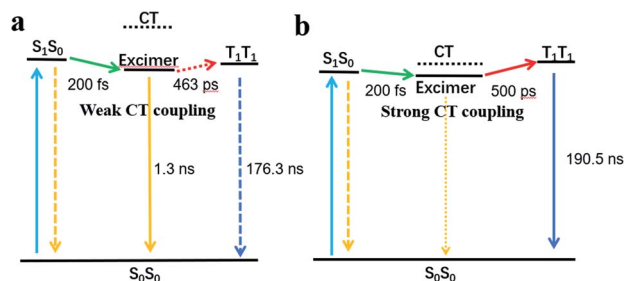 a
CT
S₁S₀
Excimer
T₁T₁
200 fs
463 ps
Weak CT coupling
1.3 ns
176.3 ns
S₀S₀
b
CT
S₁S₀
T₁T₁
200 fs
Excimer
500 ps
Strong CT coupling
190.5 ns
S₀S₀